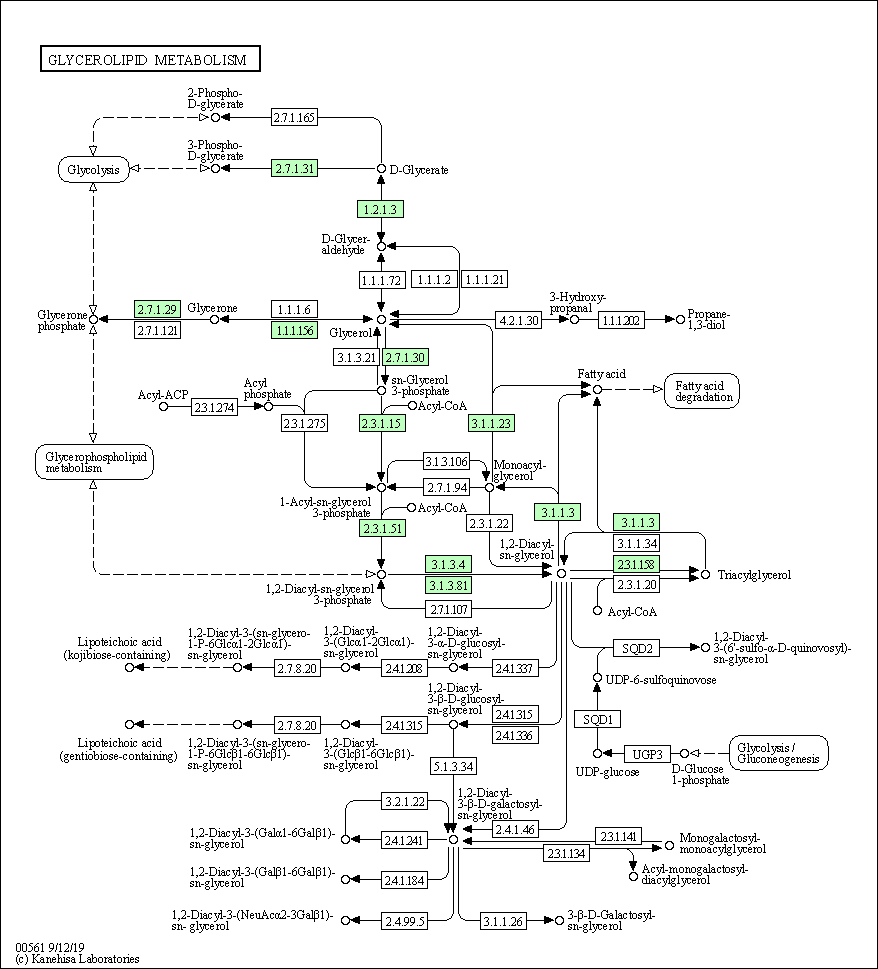 GLYCEROLIPID METABOLISM
2-Phospho-
D-glycerate
2.7.1.165
3-Phospho-
D-glycerate
Glycolysis
2.7.1.31
D-Glycerate
1.2.1.3
D-Glycer-
aldehyde
1.1.1.72
1.1.1.2
1.1.1.21
Glycerone
phosphate
2.7.1.29
2.7.1.121
Glycerone
1.1.1.6
1.1.1.156
Glycerol
4.2.1.30
3-Hydroxy-
propanal
1.1.1202
Propane-
1,3-diol
3.1.3.21
2.7.1.30
sn-Glycerol
3-phosphate
Acyl-ACP
2.3.1.274
Acyl
phosphate
2.3.1.275
2.3.1.15
Acyl-CoA
3.1.1.23
Fatty acid
Fatty acid
degradation
Glycerophospholipid
metabolism
3.1.3.106
2.7.1.94
Monoacyl-
glycerol
1-Acyl-sn-glycerol
3-phosphate
Acyl-CoA
2.3.1.51
2.3.1.22
3.1.1.3
3.1.1.3
3.1.1.34
1,2-Diacyl-
sn-glycerol
3.1.3.4
3.1.3.81
2.3.1.158
2.3.1.20
Triacylglycerol
1,2-Diacyl-sn-glycerol
3-phosphate
2.7.1.107
Acyl-CoA
Lipoteichoic acid
(kojibiose-containing)
1,2-Diacyl-3-(sn-glycero-
1-P-6Glcα1-2Glcα1)-
sn-glycerol
2.7.8.20
1,2-Diacyl-
3-(Glcα1-2Glcα1)-
sn-glycerol
2.4.1.208
1,2-Diacyl-
3-α-D-glucosyl-
sn-glycerol
2.4.1.337
SQD2
1,2-Diacyl-
3-(6'-sulfo-α-D-quinovosyl)-
sn-glycerol
UDP-6-sulfoquinovose
1,2-Diacyl-
3-β-D-glucosyl-
sn-glycerol
2.7.8.20
2.4.1.315
2.4.1.315
2.4.1.336
SQD1
Lipoteichoic acid
(gentiobiose-containing)
1,2-Diacyl-3-(sn-glycero-
1-P-6Glcβ1-6Glcβ1)-
sn-glycerol
1,2-Diacyl-
3-(Glcβ1-6Glcβ1)-
sn-glycerol
5.1.3.34
UDP-glucose
UGP3
D-Glucose
1-phosphate
Glycolysis /
Gluconeogenesis
3.2.1.22
1,2-Diacyl-
3-β-D-galactosyl-
sn-glycerol
2.4.1.46
1,2-Diacyl-3-(Galα1-6Galβ1)-
sn-glycerol
2.4.1.241
2.3.1.141
2.3.1.134
Monogalactosyl-
monoacylglycerol
Acyl-monogalactosyl-
diacylglycerol
1,2-Diacyl-3-(Galβ1-6Galβ1)-
sn-glycerol
2.4.1.184
1,2-Diacyl-3-(NeuAcα2-3Galβ1)-
sn- glycerol
2.4.99.5
3.1.1.26
3-β-D-Galactosyl-
sn-glycerol
00561 9/12/19
(c) Kanehisa Laboratories